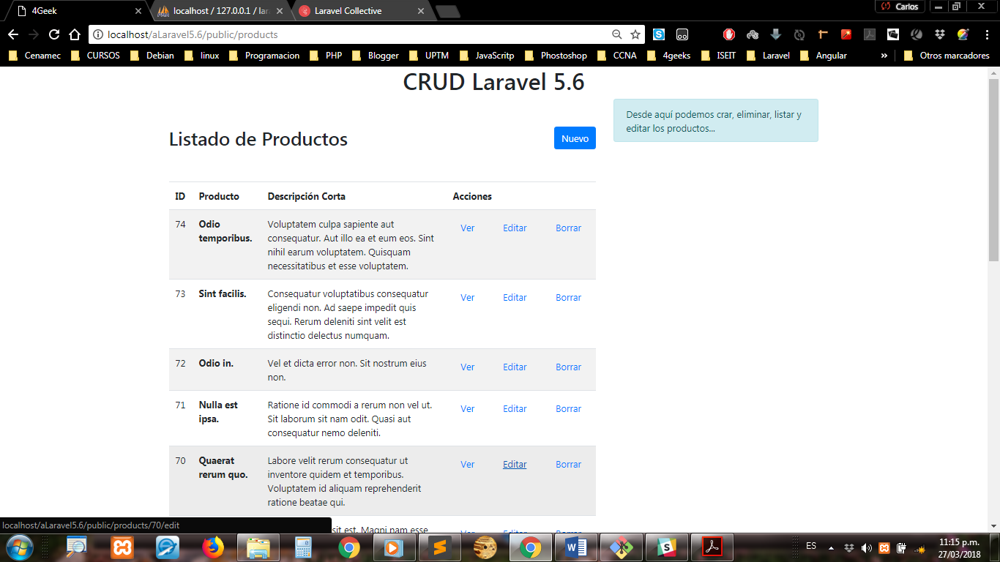 4Geek
localhost / 127.0.0.1 / lar
Laravel Collective
Carlos
localhost/aLaravel5.6/public/products
Cenamec
CURSOS
Debian
linux
Programacion
PHP
Blogger
UPTM
JavaScritp
Phostoshop
CCNA
4geeks
ISEIT
Laravel
Angular
»
Otros marcadores
CRUD Laravel 5.6
Desde aquí podemos crar, eliminar, listar y
editar los productos...
Listado de Productos
Nuevo
ID Producto Descripción Corta Acciones
74 Odio temporibus. Voluptatem culpa sapiente aut
consequatur. Aut illo ea et eum eos. Sint
nihil earum voluptatem. Quisquam
necessitatibus et esse voluptatem.
Ver Editar Borrar
73 Sint facilis. Consequatur voluptatibus consequatur
eligendi non. Ad saepe impedit quis
sequi. Rerum deleniti sint velit est
distinctio delectus numquam.
Ver Editar Borrar
72 Odio in. Vel et dicta error non. Sit nostrum eius
non.
Ver Editar Borrar
71 Nulla est ipsa. Ratione id commodi a rerum non vel ut.
Sit laborum sit nam odit. Quasi aut
consequatur nemo deleniti.
Ver Editar Borrar
70 Quaerat rerum quo. Labore velit rerum consequatur ut
inventore quidem et temporibus.
Voluptatem id aliquam reprehenderit
ratione beatae qui.
Ver Editar Borrar
sit est. Magni nam esse
Ver Editar Borrar
localhost/aLaravel5.6/public/products/70/edit
ES
11:15 p.m.
27/03/2018